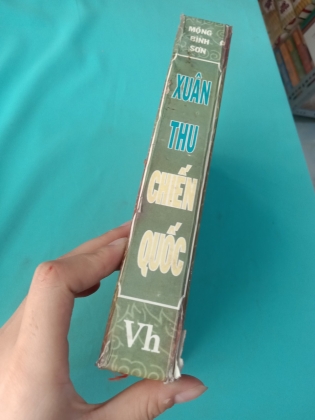 MỘNG
BÌNH
SƠN
XUÂN
THU
CHIẾN
QUỐC
Vh